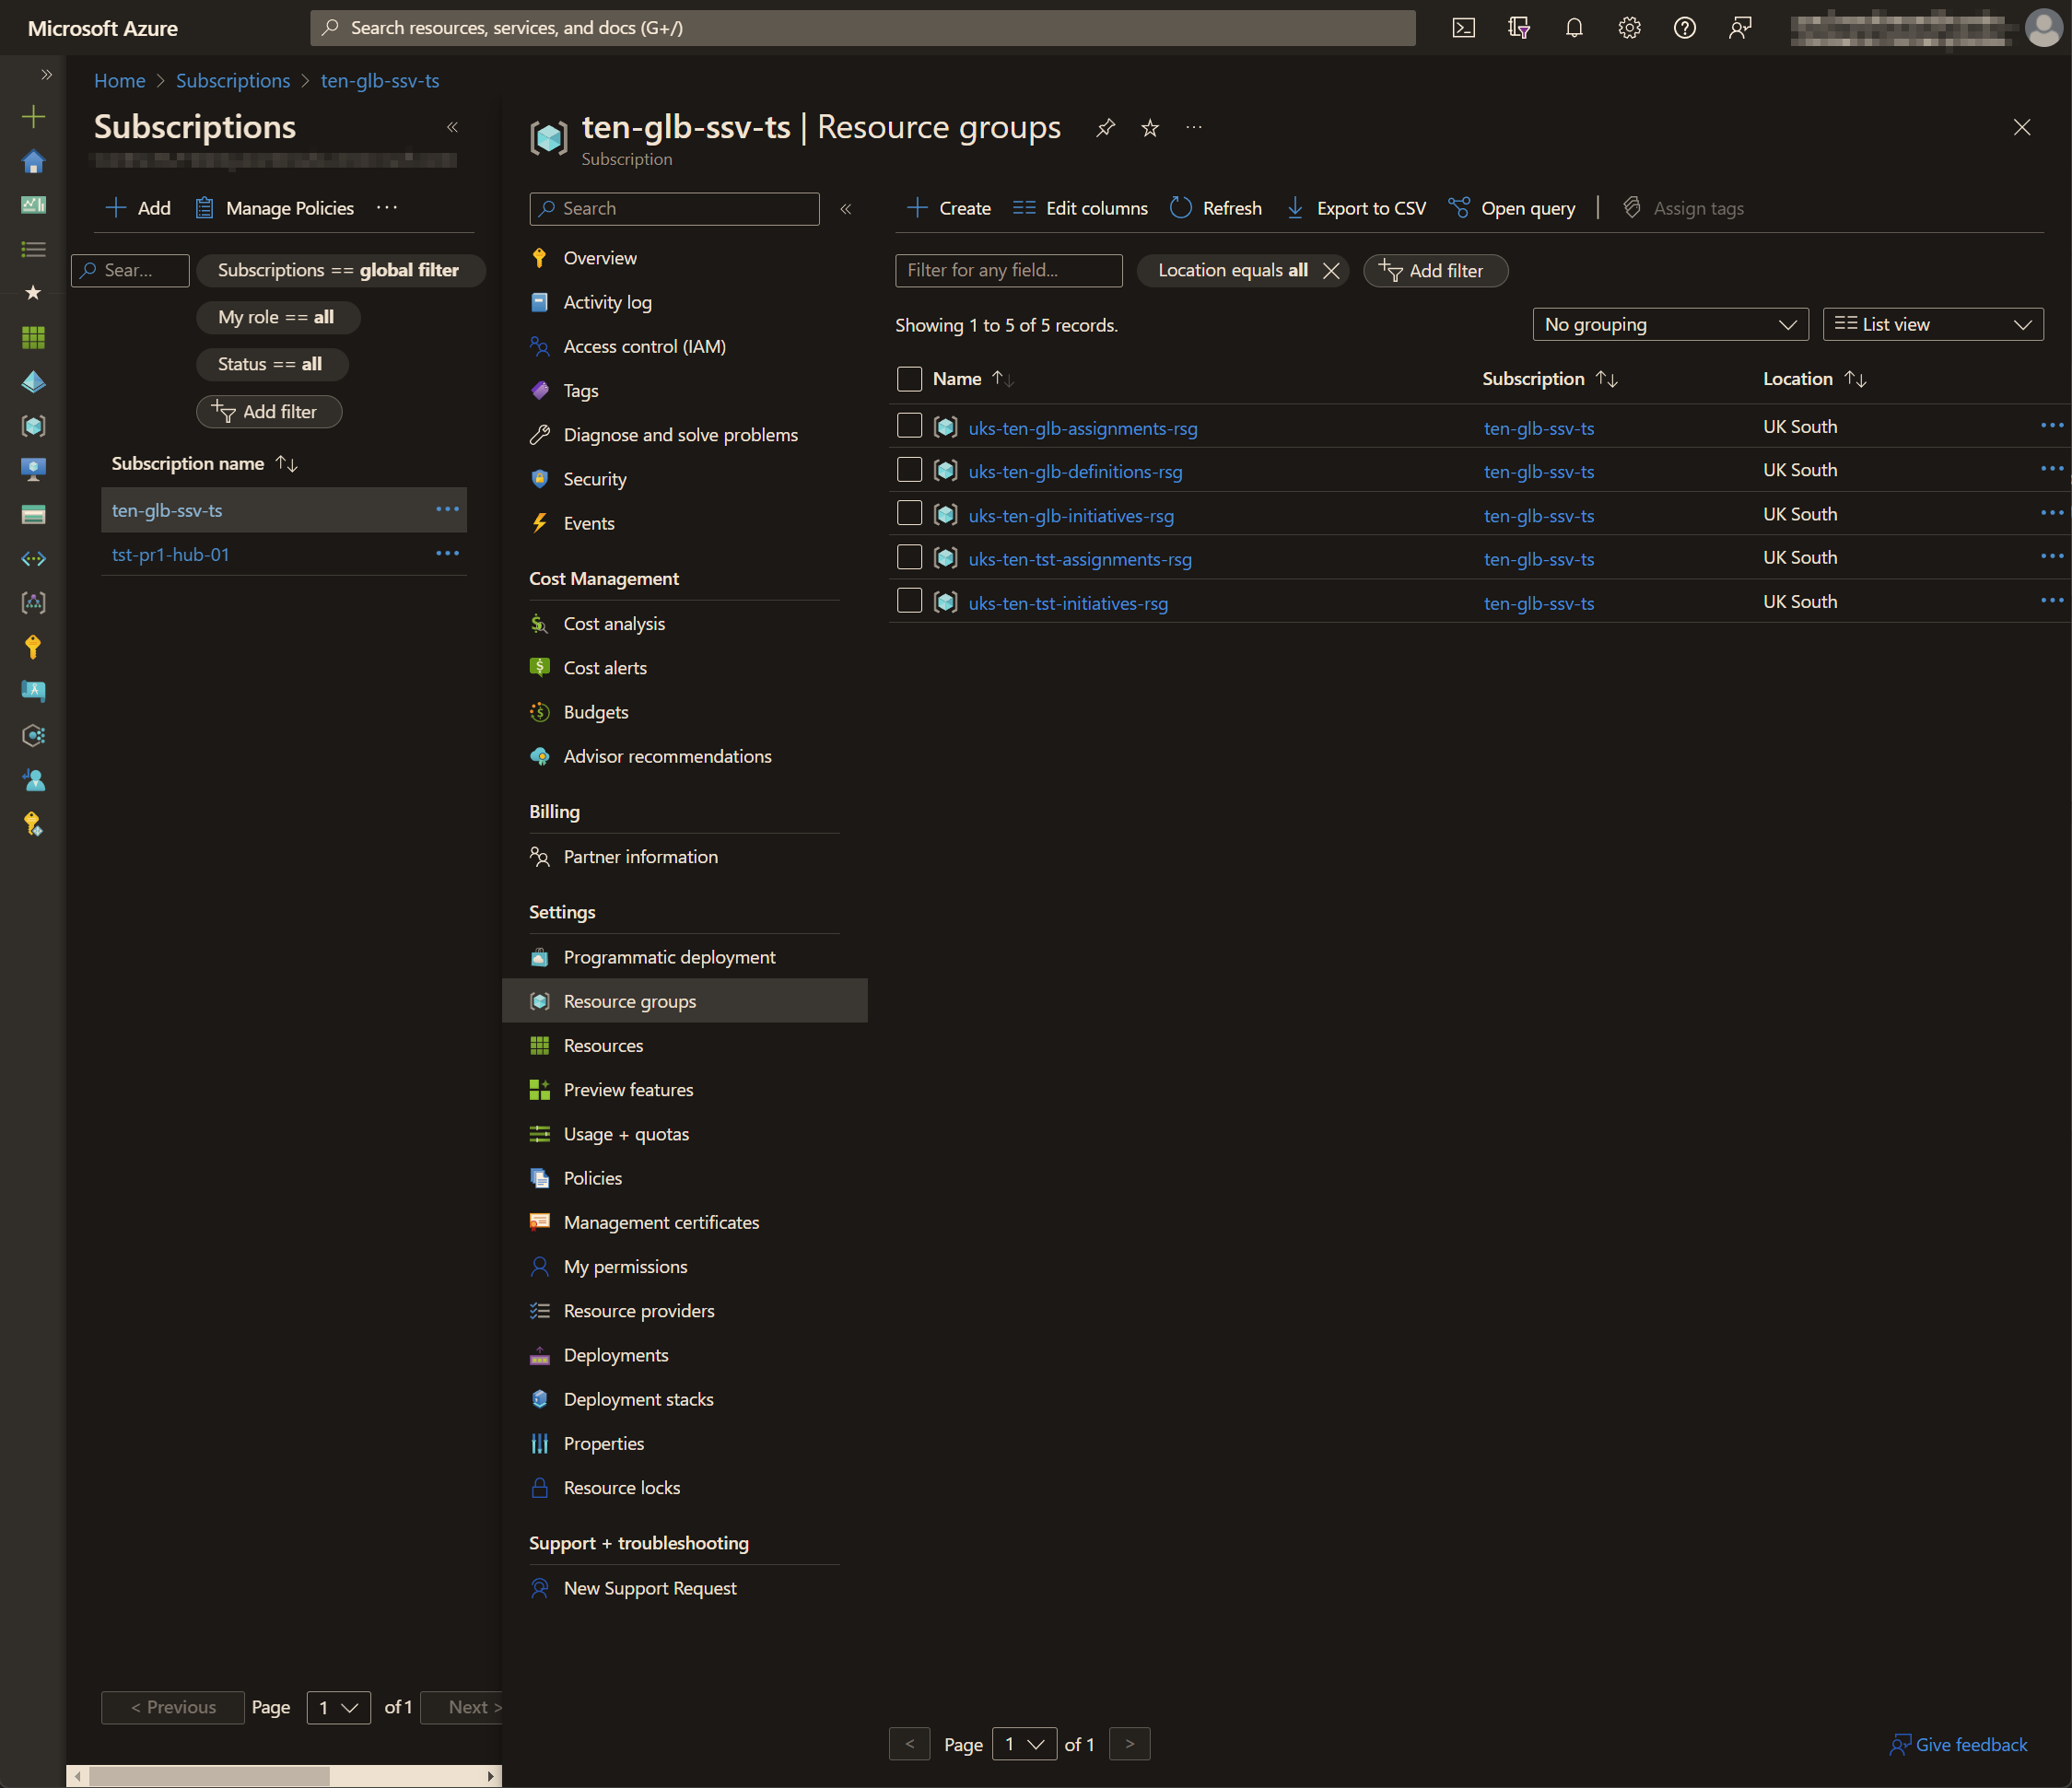 Microsoft Azure
Search resources, services, and docs (G+/)
Home > Subscriptions > ten-glb-ssv-ts
Subscriptions
Add
Manage Policies
Sear...
Subscriptions == global filter
My role == all
Status == all
Add filter
Subscription name
ten-glb-ssv-ts
tst-pr1-hub-01
< Previous Page 1 of 1 Next >
ten-glb-ssv-ts | Resource groups
Subscription
Search
Overview
Activity log
Access control (IAM)
Tags
Diagnose and solve problems
Security
Events
Cost Management
Cost analysis
Cost alerts
Budgets
Advisor recommendations
Billing
Partner information
Settings
Programmatic deployment
Resource groups
Resources
Preview features
Usage + quotas
Policies
Management certificates
My permissions
Resource providers
Deployments
Deployment stacks
Properties
Resource locks
Support + troubleshooting
New Support Request
Create Edit columns Refresh Export to CSV Open query | Assign tags
Filter for any field... Location equals all Add filter
Showing 1 to 5 of 5 records.
No grouping List view
Name Subscription Location
uks-ten-glb-assignments-rsg ten-glb-ssv-ts UK South
uks-ten-glb-definitions-rsg ten-glb-ssv-ts UK South
uks-ten-glb-initiatives-rsg ten-glb-ssv-ts UK South
uks-ten-tst-assignments-rsg ten-glb-ssv-ts UK South
uks-ten-tst-initiatives-rsg ten-glb-ssv-ts UK South
< Page 1 of 1 >
Give feedback